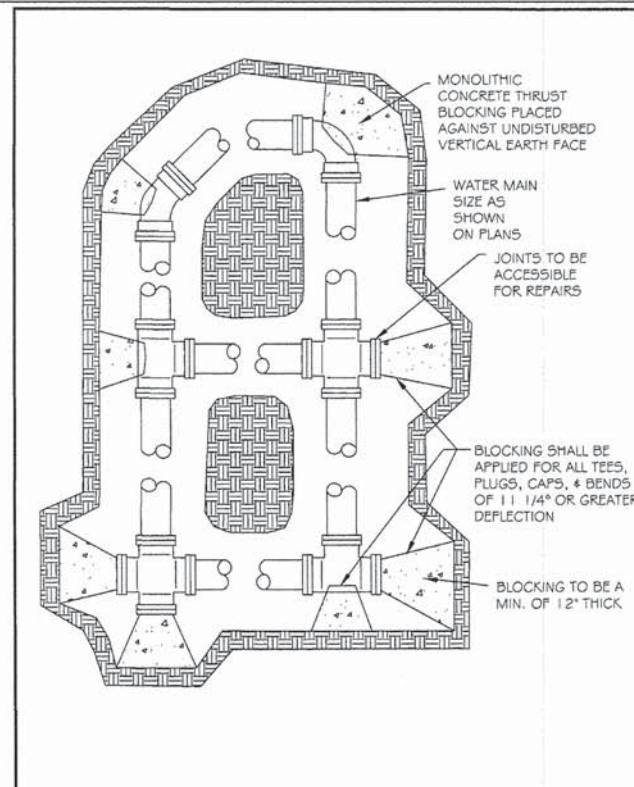 MONOLITHIC
CONCRETE THRUST
BLOCKING PLACED
AGAINST UNDISTURBED
VERTICAL EARTH FACE
WATER MAIN
SIZE AS
SHOWN
ON PLANS
JOINTS TO BE
ACCESSIBLE
FOR REPAIRS
BLOCKING SHALL BE
APPLIED FOR ALL TEES,
PLUGS, CAPS, & BENDS
OF 11 1/4° OR GREATER
DEFLECTION
BLOCKING TO BE A
MIN. OF 12" THICK